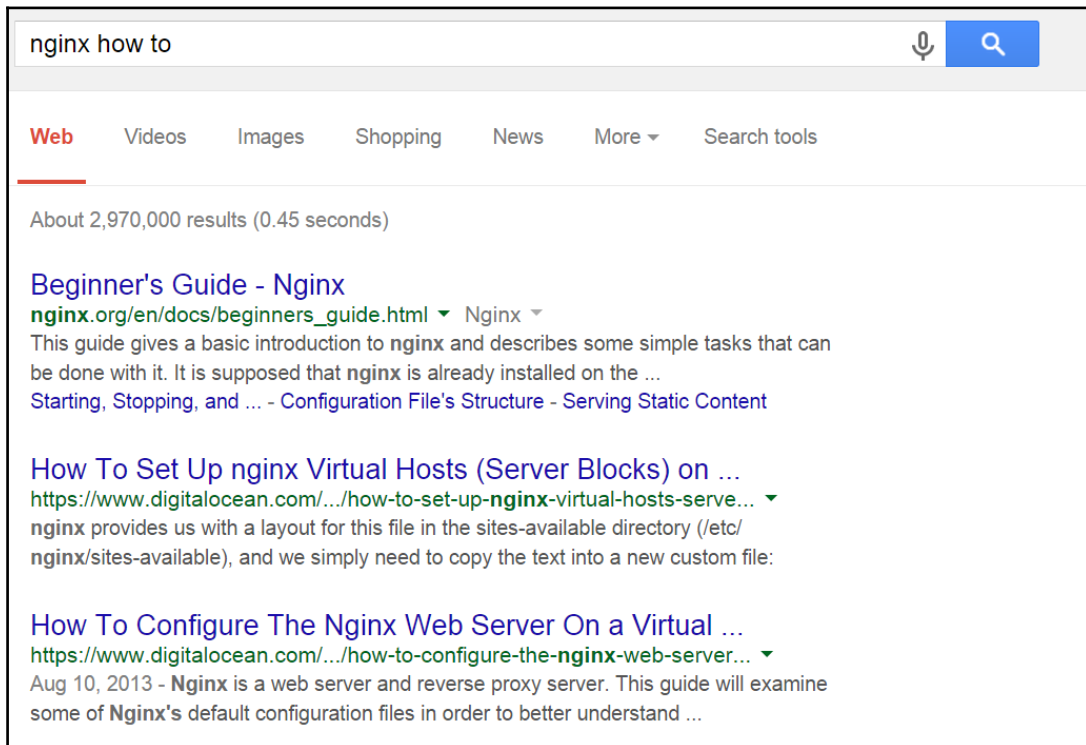 nginx how to
Web Videos Images Shopping News More Search tools
About 2,970,000 results (0.45 seconds)
Beginner's Guide - Nginx
nginx.org/en/docs/beginners_guide.html Nginx
This guide gives a basic introduction to nginx and describes some simple tasks that can
be done with it. It is supposed that nginx is already installed on the ...
Starting, Stopping, and ... - Configuration File's Structure - Serving Static Content
How To Set Up nginx Virtual Hosts (Server Blocks) on ...
https://www.digitalocean.com/.../how-to-set-up-nginx-virtual-hosts-serve...
nginx provides us with a layout for this file in the sites-available directory (/etc/
nginx/sites-available), and we simply need to copy the text into a new custom file:
How To Configure The Nginx Web Server On a Virtual ...
https://www.digitalocean.com/.../how-to-configure-the-nginx-web-server...
Aug 10, 2013 - Nginx is a web server and reverse proxy server. This guide will examine
some of Nginx's default configuration files in order to better understand ...